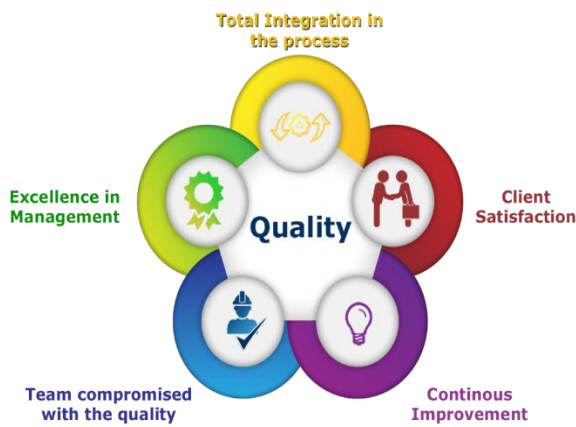 Total Integration in
the process
Excellence in
Management
Client
Satisfaction
Quality
Team compromised
with the quality
Continous
Improvement